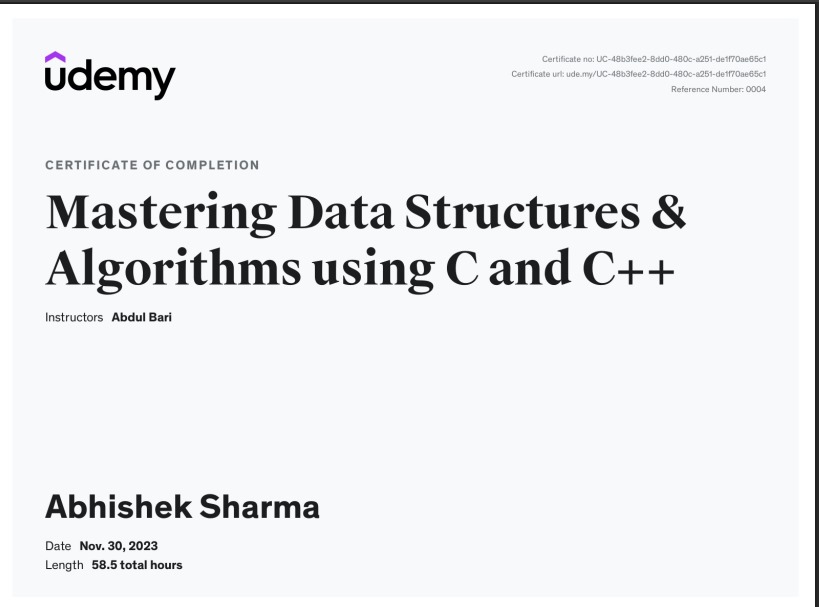 udemy
Certificate no: UC-48b3fee2-8dd0-480c-a251-de1f70ae65c1
Certificate url: ude.my/UC-48b3fee2-8dd0-480c-a251-de1f70ae65c1
Reference Number: 0004
CERTIFICATE OF COMPLETION
Mastering Data Structures &
Algorithms using C and C++
Instructors Abdul Bari
Abhishek Sharma
Date Nov. 30, 2023
Length 58.5 total hours